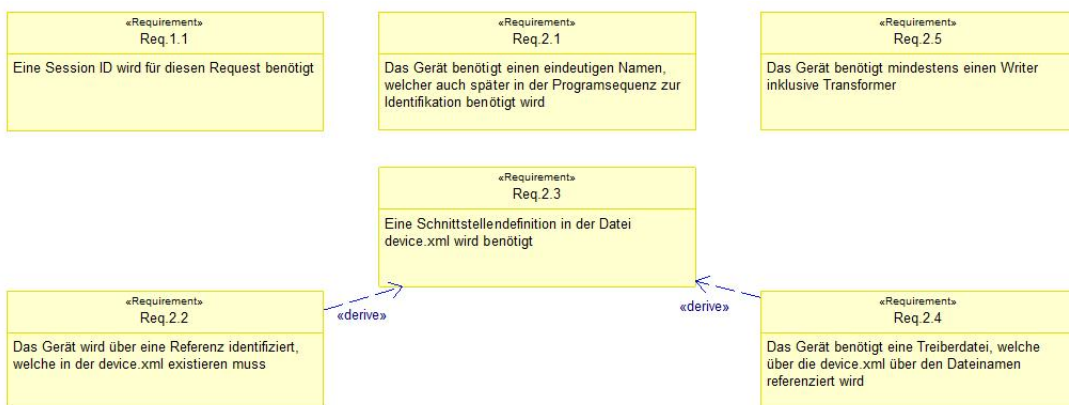 «Requirement»
Req.1.1
Eine Session ID wird für diesen Request benötigt
«Requirement»
Req.2.1
Das Gerät benötigt einen eindeutigen Namen,
welcher auch später in der Programsequenz zur
Identifikation benötigt wird
«Requirement»
Req.2.5
Das Gerät benötigt mindestens einen Writer
inklusive Transformer
«Requirement»
Req.2.3
Eine Schnittstellendefinition in der Datei
device.xml wird benötigt
«derive»
«derive»
«Requirement»
Req.2.2
Das Gerät wird über eine Referenz identifiziert,
welche in der device.xml existieren muss
«Requirement»
Req.2.4
Das Gerät benötigt eine Treiberdatei, welche
über die device.xml über den Dateinamen
referenziert wird